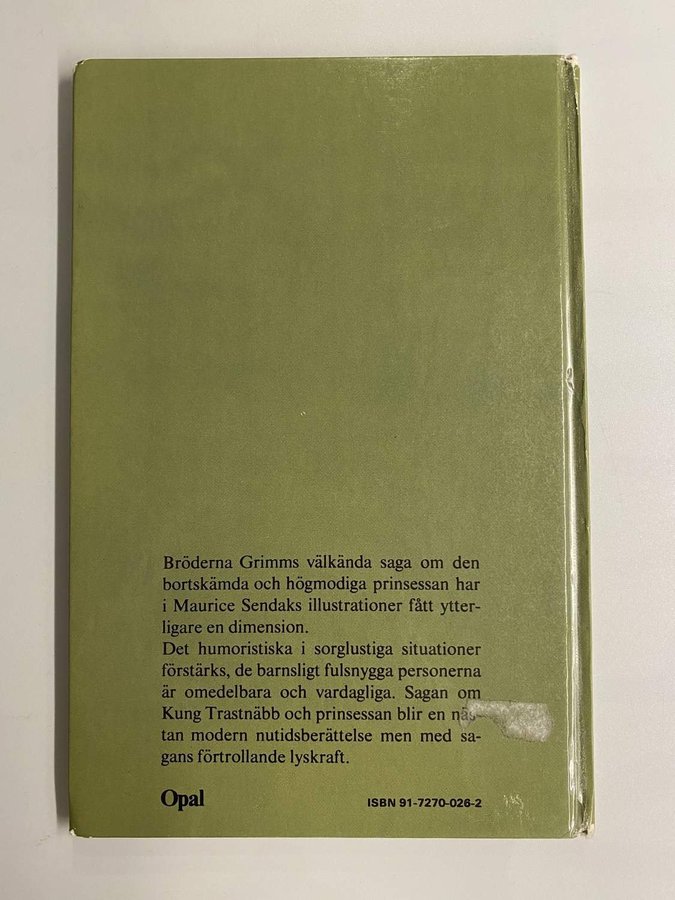 Bröderna Grimms välkända saga om den
bortskämda och högmodiga prinsessan har
i Maurice Sendaks illustrationer fått ytter-
ligare en dimension.
Det humoristiska i sorglustiga situationer
förstärks, de barnsligt fulsnygga personerna
är omedelbara och vardagliga. Sagan om
Kung Trastnäbb och prinsessan blir en näs-
tan modern nutidsberättelse men med sa-
gans förtrollande lyskraft.
Opal
ISBN 91-7270-026-2